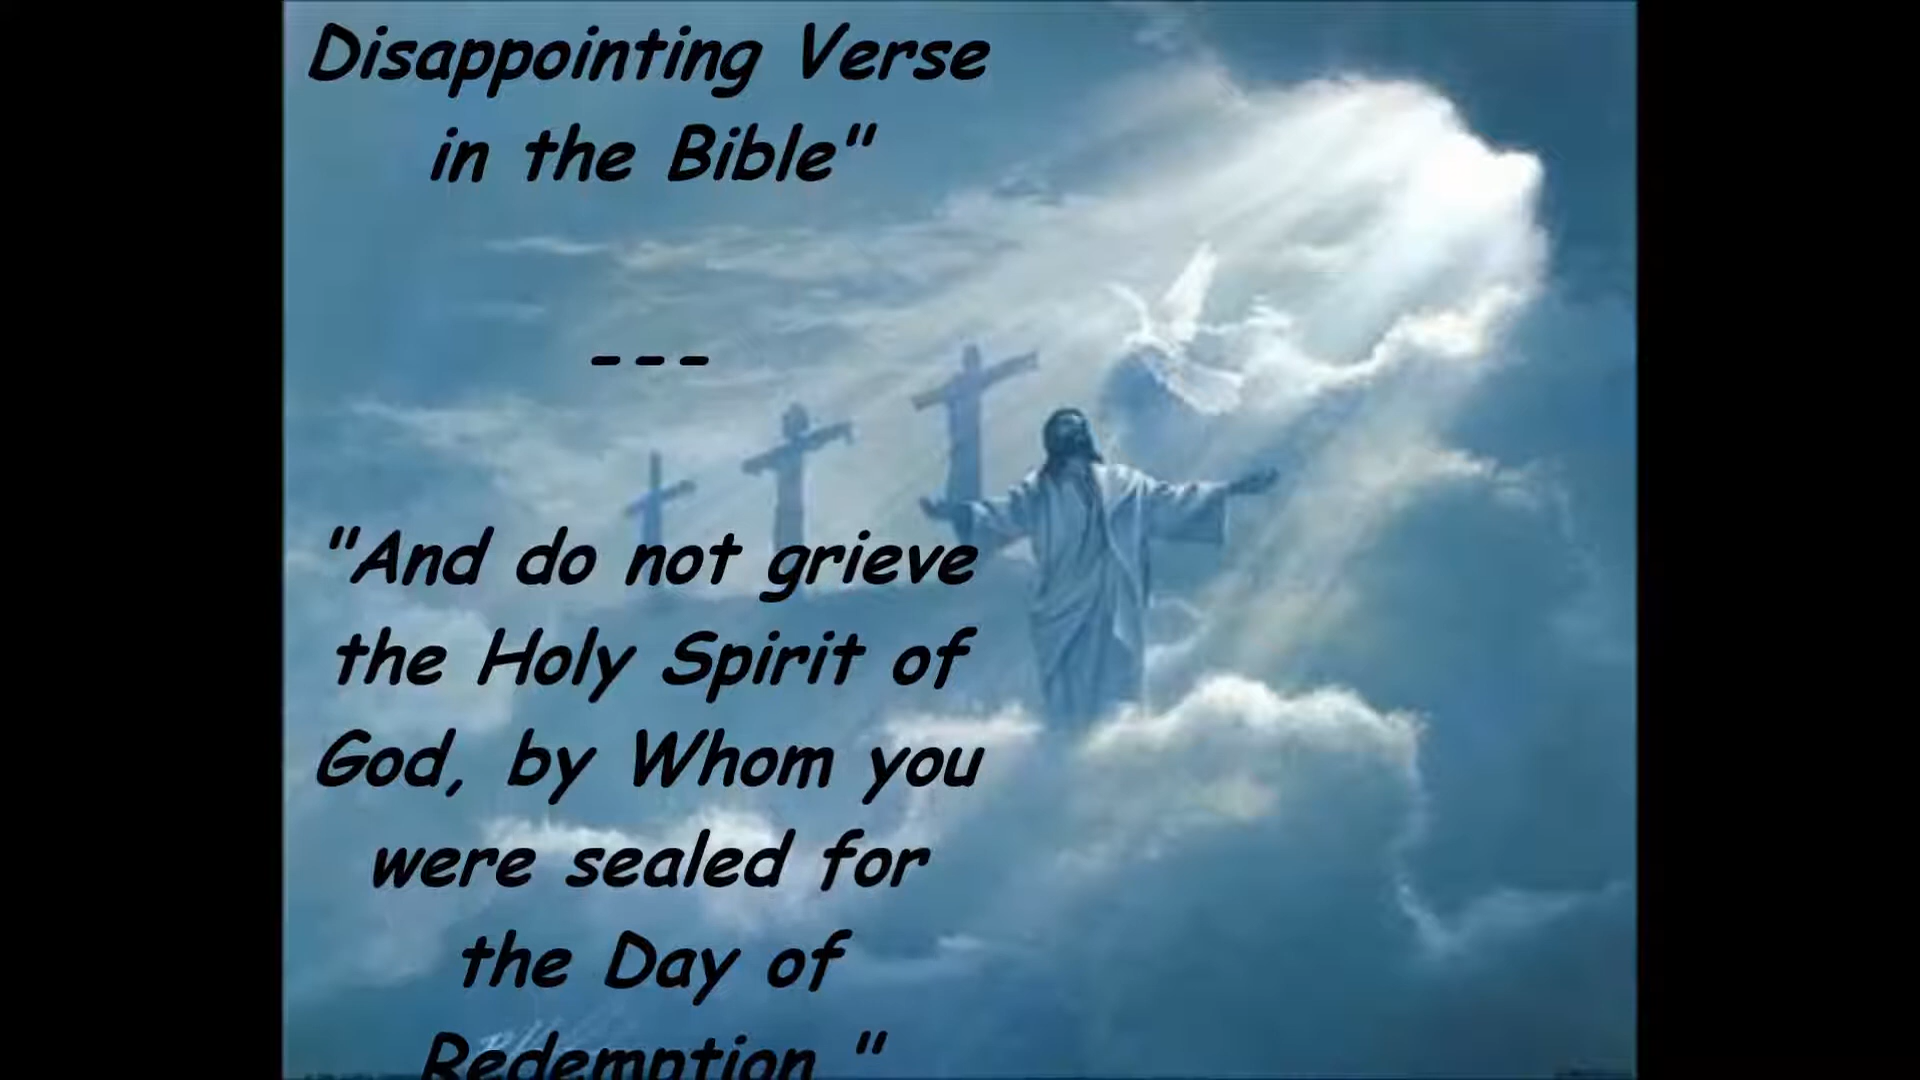 Disappointing Verse
in the Bible"
---
"And do not grieve
the Holy Spirit of
God, by Whom you
were sealed for
the Day of
Redemption."